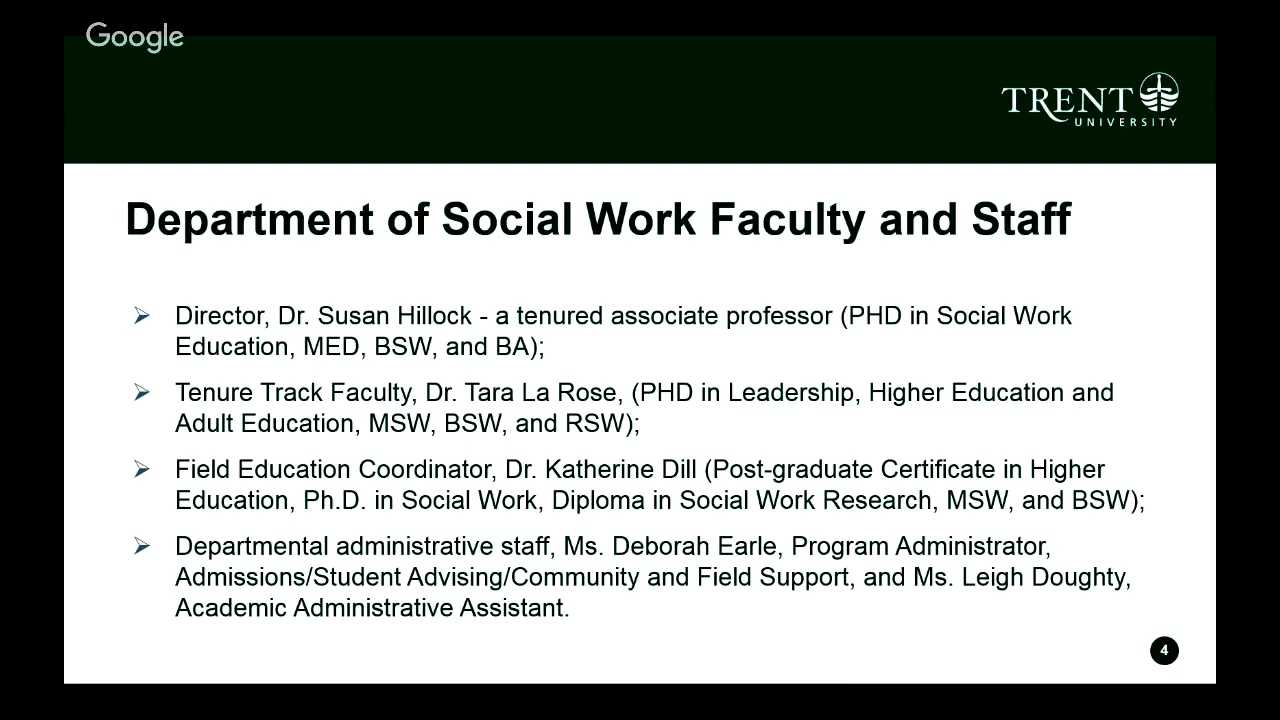 Google
TRENT
UNIVERSITY
Department of Social Work Faculty and Staff
➢ Director, Dr. Susan Hillock - a tenured associate professor (PHD in Social Work
Education, MED, BSW, and BA);
➢ Tenure Track Faculty, Dr. Tara La Rose, (PHD in Leadership, Higher Education and
Adult Education, MSW, BSW, and RSW);
➢ Field Education Coordinator, Dr. Katherine Dill (Post-graduate Certificate in Higher
Education, Ph.D. in Social Work, Diploma in Social Work Research, MSW, and BSW);
➢ Departmental administrative staff, Ms. Deborah Earle, Program Administrator,
Admissions/Student Advising/Community and Field Support, and Ms. Leigh Doughty,
Academic Administrative Assistant.
4